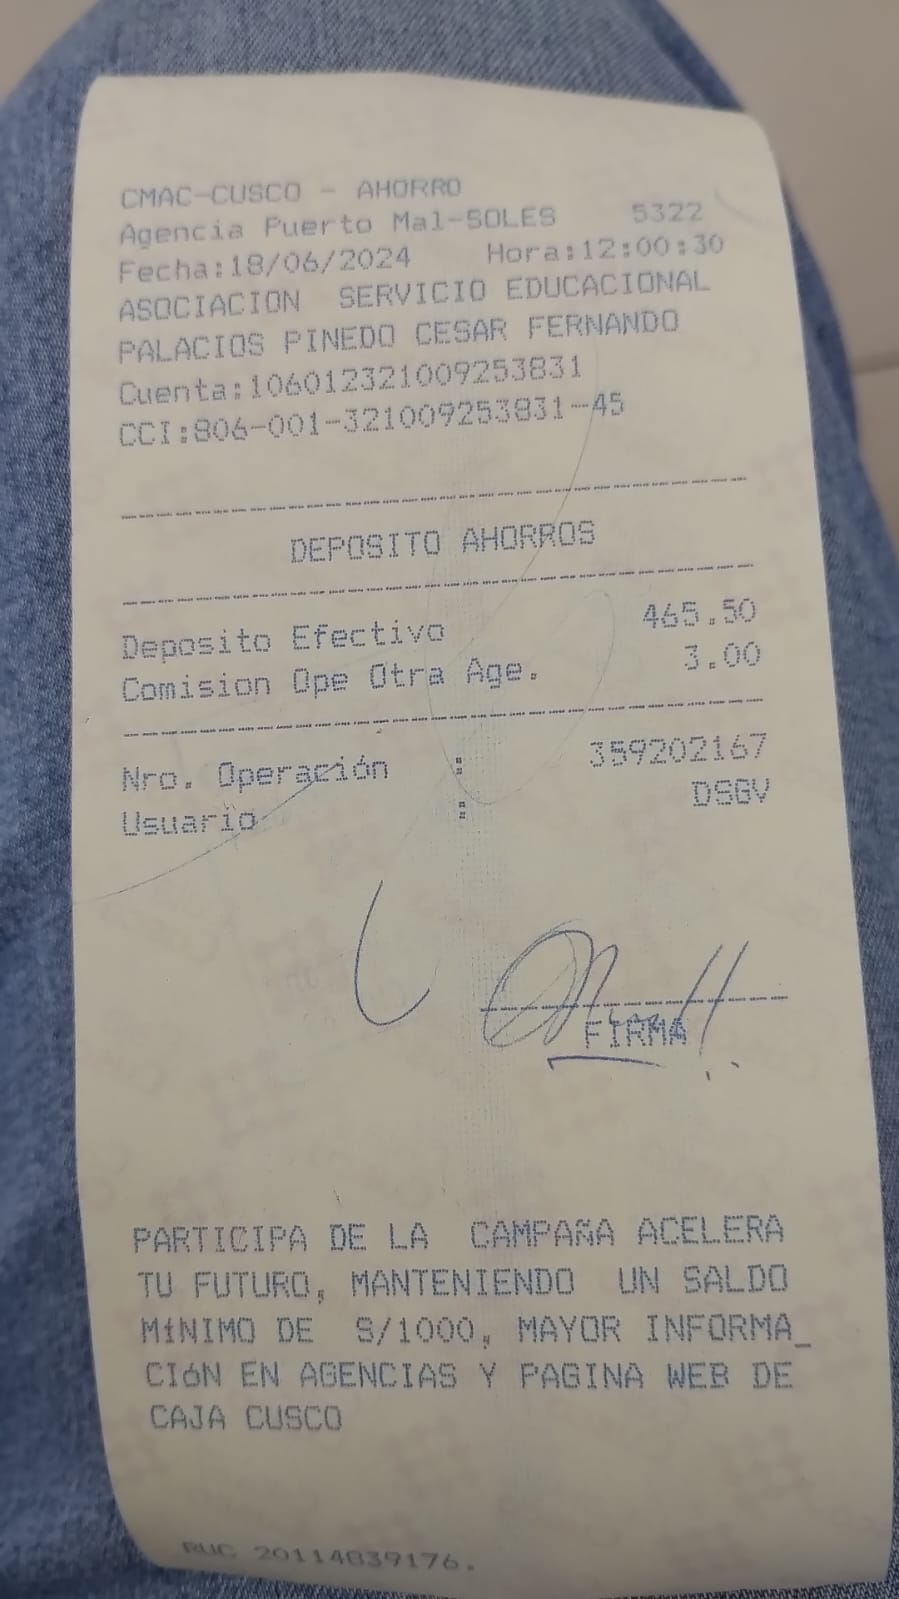 CMAC-CUSCO - AHORRO
Agencia Puerto Mal-SOLES 5322
Fecha:18/06/2024 Hora:12:00:30
ASOCIACION SERVICIO EDUCACIONAL
PALACIOS PINEDO CESAR FERNANDO
Cuenta:106012321009253831
CCI:806-001-321009253831-45
DEPOSITO AHORROS
Deposito Efectivo 465.50
Comision Ope Otra Age. 3.00
Nro. Operación : 359202167
Usuario : DSGV
FIRMA
PARTICIPA DE LA CAMPAÑA ACELERA
TU FUTURO, MANTENIENDO UN SALDO
MíNIMO DE S/1000, MAYOR INFORMA_
CIóN EN AGENCIAS Y PAGINA WEB DE
CAJA CUSCO
RUC 20114839176.